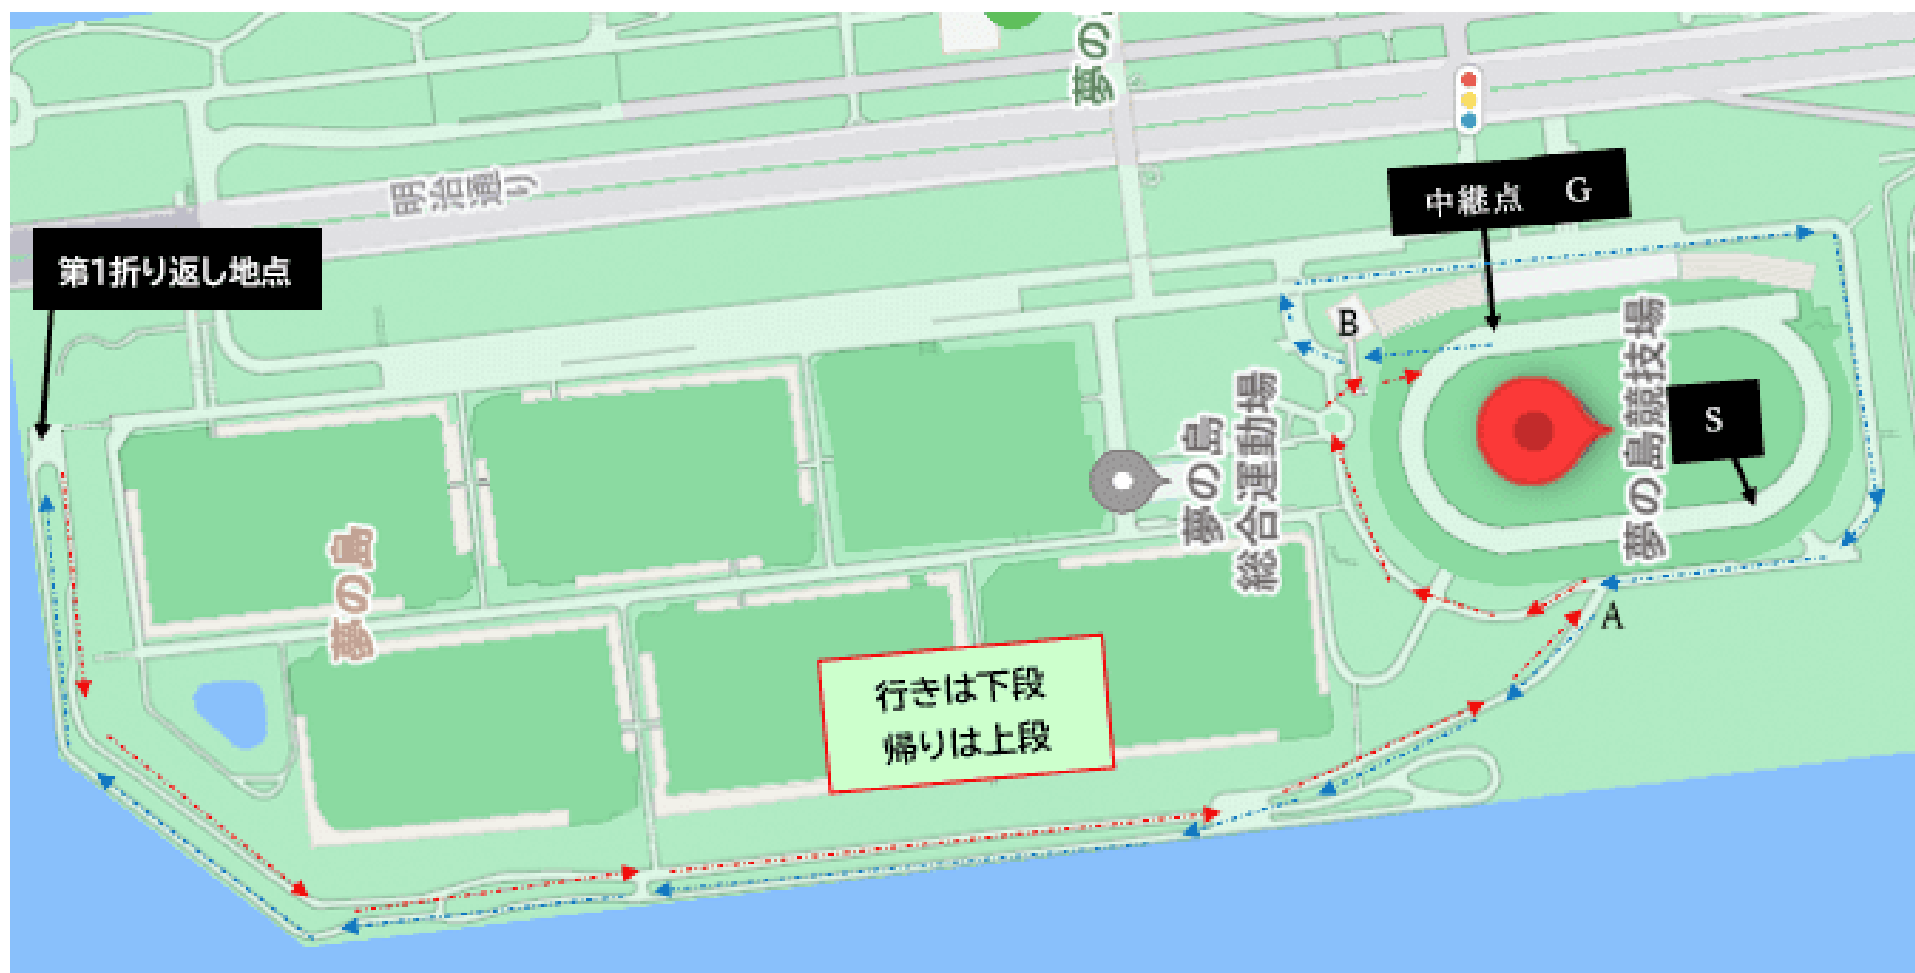 夢の
明治通り
中継点 G
第1折り返し地点
B
夢の島競技場
S
夢の島
総合運動場
夢の島
A
行きは下段
帰りは上段